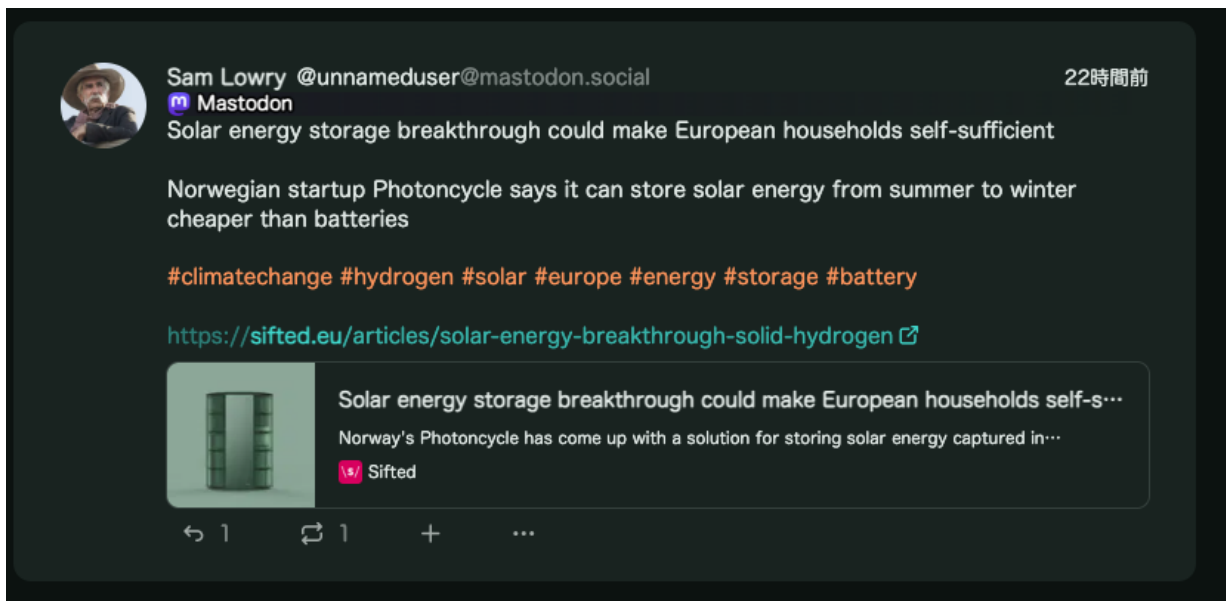 Sam Lowry @unnameduser@mastodon.social 22時間前
Mastodon
Solar energy storage breakthrough could make European households self-sufficient
Norwegian startup Photoncycle says it can store solar energy from summer to winter
cheaper than batteries
#climatechange #hydrogen #solar #europe #energy #storage #battery
https://sifted.eu/articles/solar-energy-breakthrough-solid-hydrogen
Solar energy storage breakthrough could make European households self-s…
Norway's Photoncycle has come up with a solution for storing solar energy captured in…
\s/ Sifted
1 1